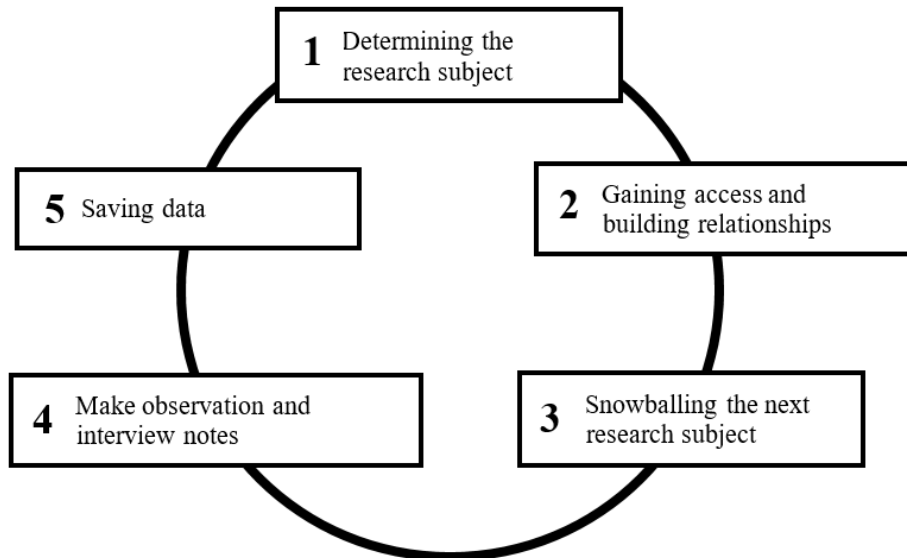 1 Determining the
research subject
2 Gaining access and
building relationships
3 Snowballing the next
research subject
4 Make observation and
interview notes
5 Saving data